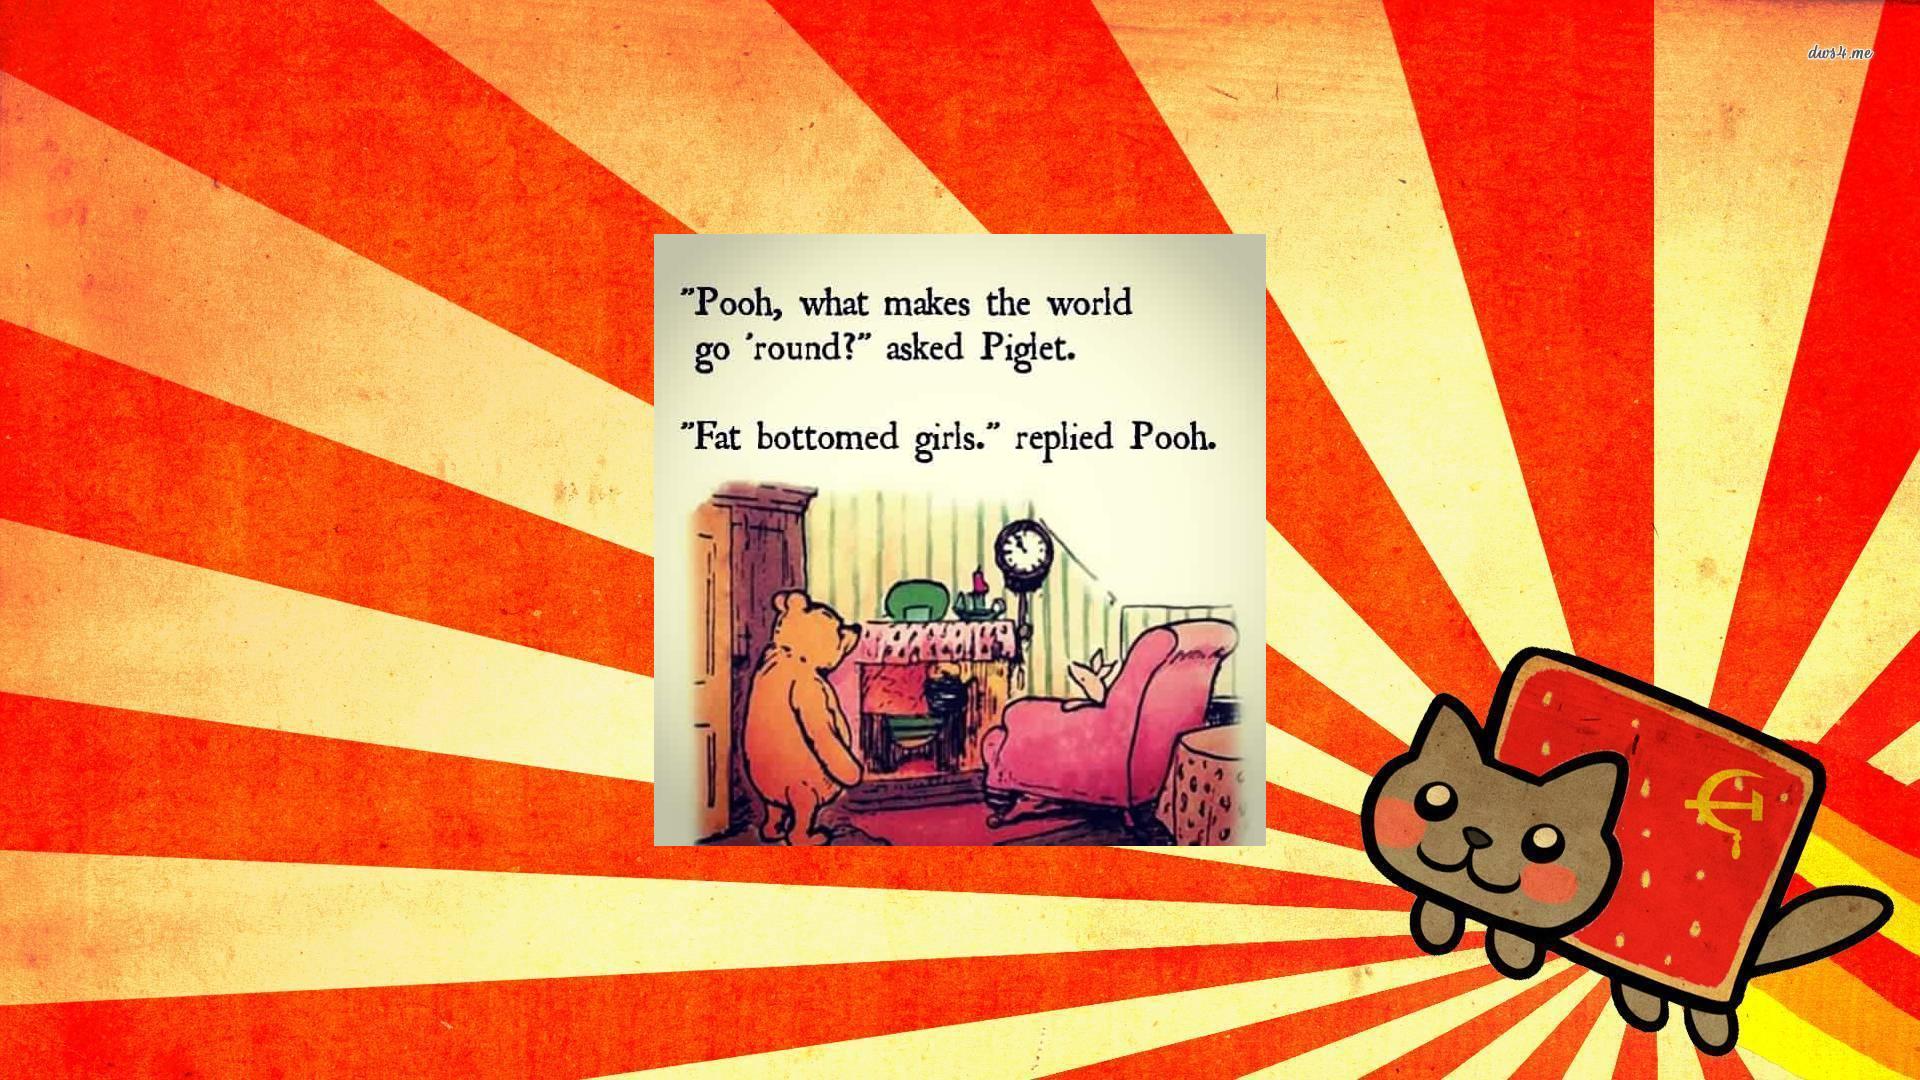 dws4.me
"Pooh, what makes the world
go 'round?" asked Piglet.
"Fat bottomed girls." replied Pooh.